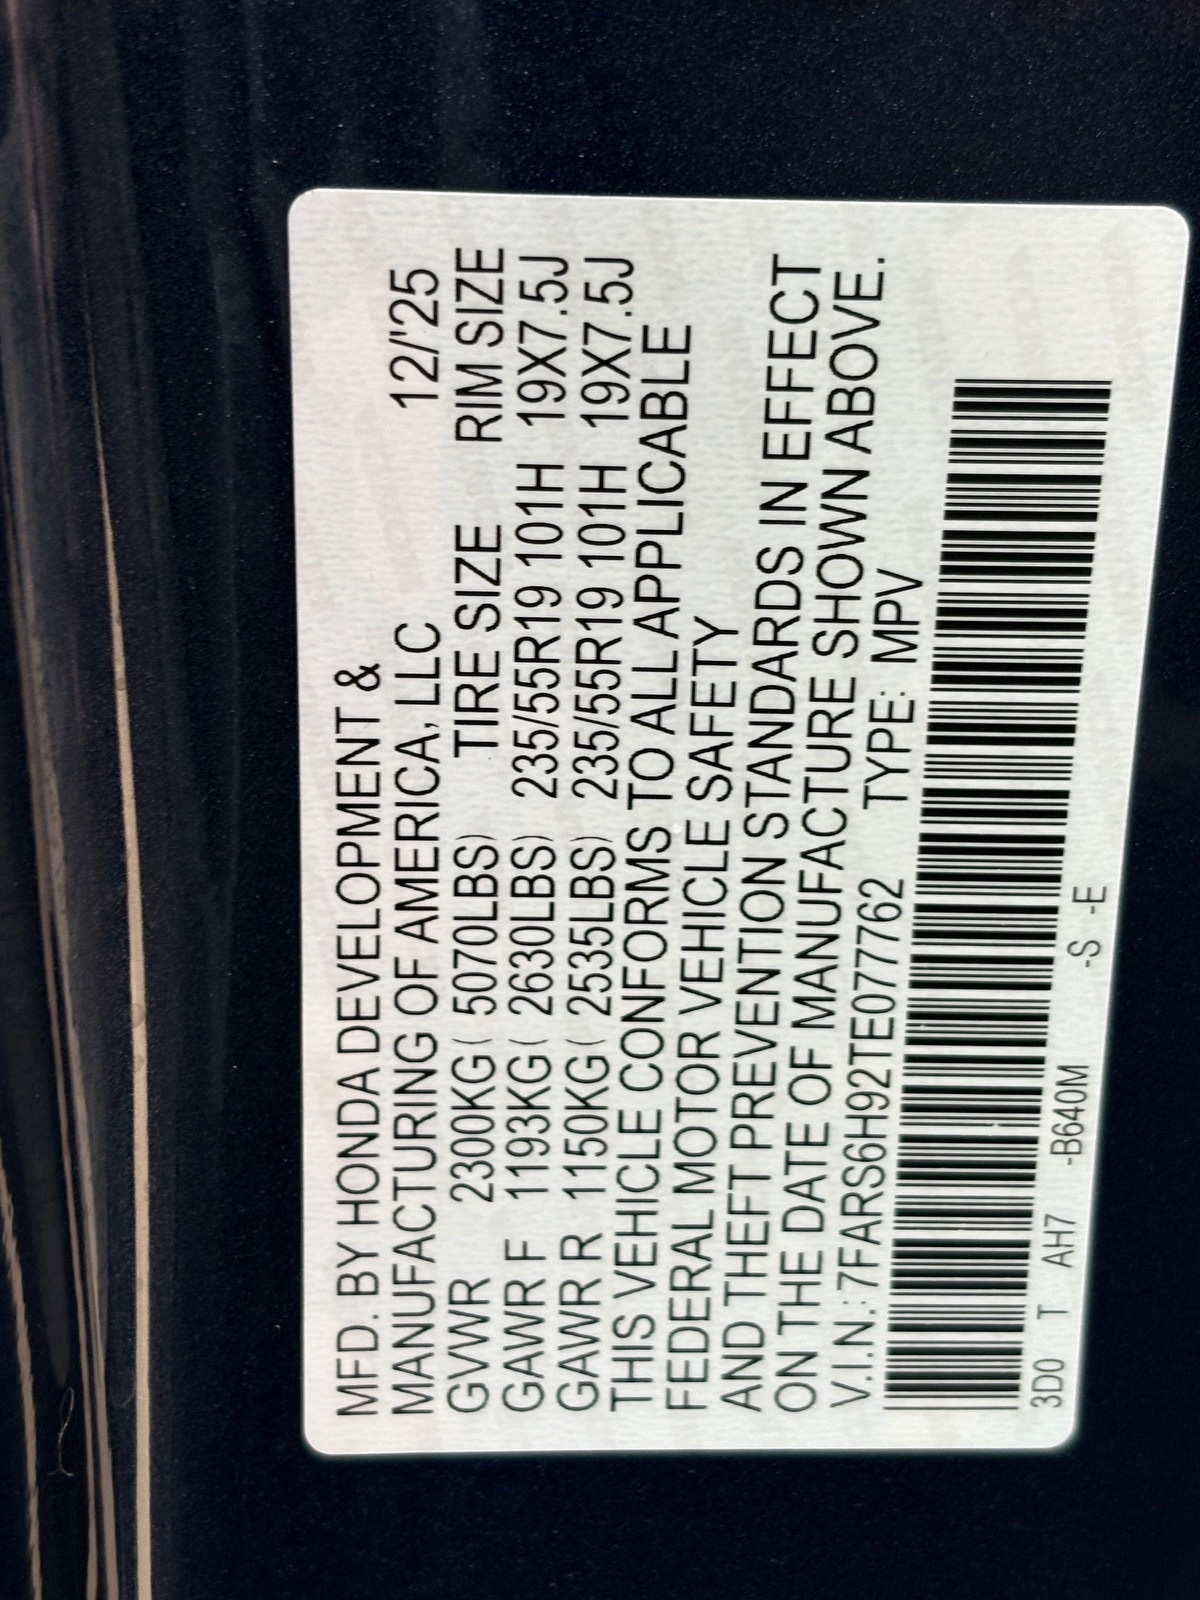 MFD. BY HONDA DEVELOPMENT &
MANUFACTURING OF AMERICA, LLC 12/'25
GVWR 2300KG ( 5070LBS) TIRE SIZE RIM SIZE
GAWR F 1193KG ( 2630LBS) 235/55R19 101H 19X7.5J
GAWR R 1150KG ( 2535LBS) 235/55R19 101H 19X7.5J
THIS VEHICLE CONFORMS TO ALL APPLICABLE
FEDERAL MOTOR VEHICLE SAFETY
AND THEFT PREVENTION STANDARDS IN EFFECT
ON THE DATE OF MANUFACTURE SHOWN ABOVE.
V.I.N.: 7FARS6H92TE077762 TYPE: MPV
3D0 T AH7 -B640M -S -E